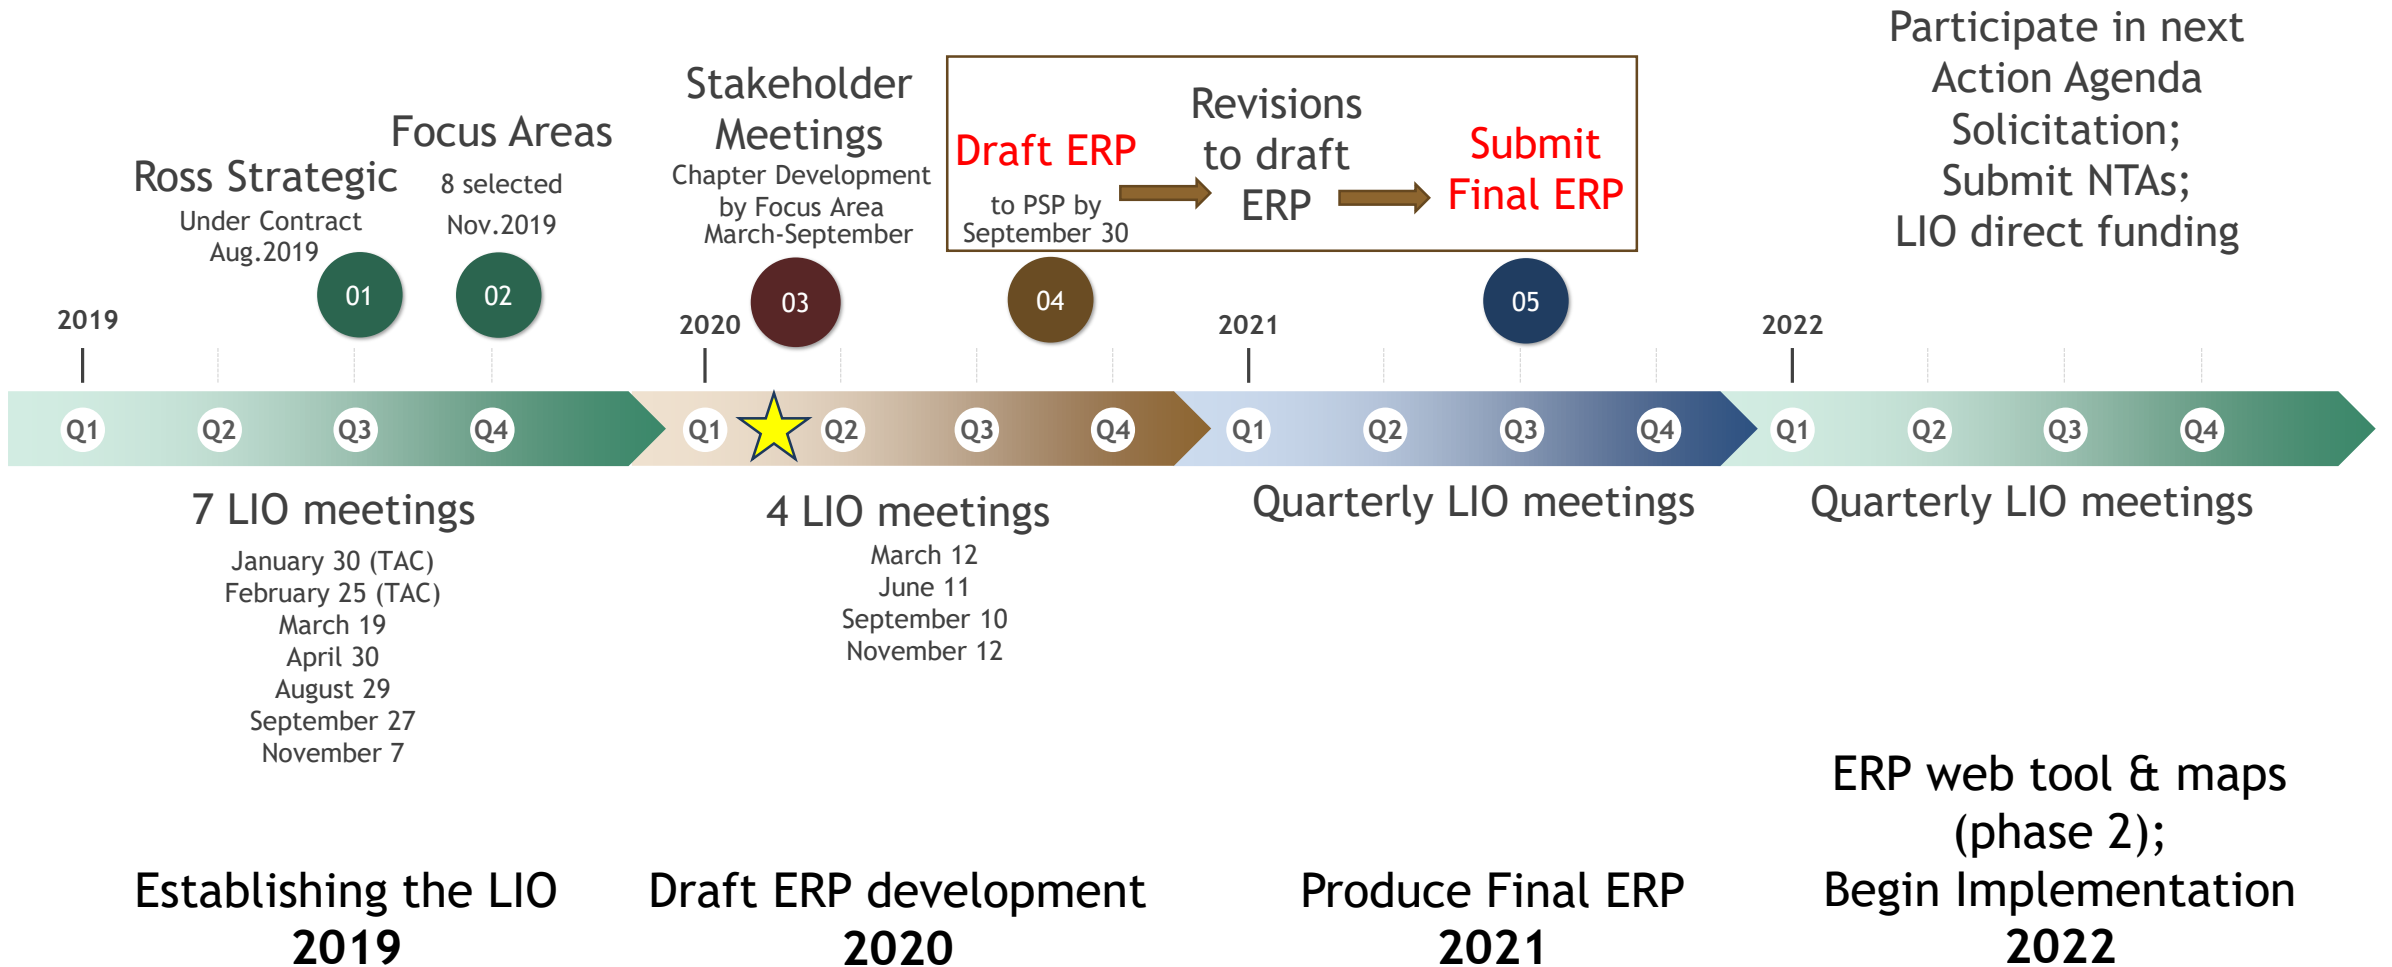 Ross Strategic
Under Contract
Aug.2019
Focus Areas
8 selected
Nov.2019
Stakeholder
Meetings
Chapter Development
by Focus Area
March-September
Draft ERP
to PSP by
September 30
Revisions
to draft
ERP
Submit
Final ERP
Participate in next
Action Agenda
Solicitation;
Submit NTAs;
LIO direct funding
01
02
03
04
05
2019
2020
2021
2022
Q1
Q2
Q3
Q4
Q1
Q2
Q3
Q4
Q1
Q2
Q3
Q4
Q1
Q2
Q3
Q4
7 LIO meetings
January 30 (TAC)
February 25 (TAC)
March 19
April 30
August 29
September 27
November 7
4 LIO meetings
March 12
June 11
September 10
November 12
Quarterly LIO meetings
Quarterly LIO meetings
Establishing the LIO
2019
Draft ERP development
2020
Produce Final ERP
2021
ERP web tool & maps
(phase 2);
Begin Implementation
2022